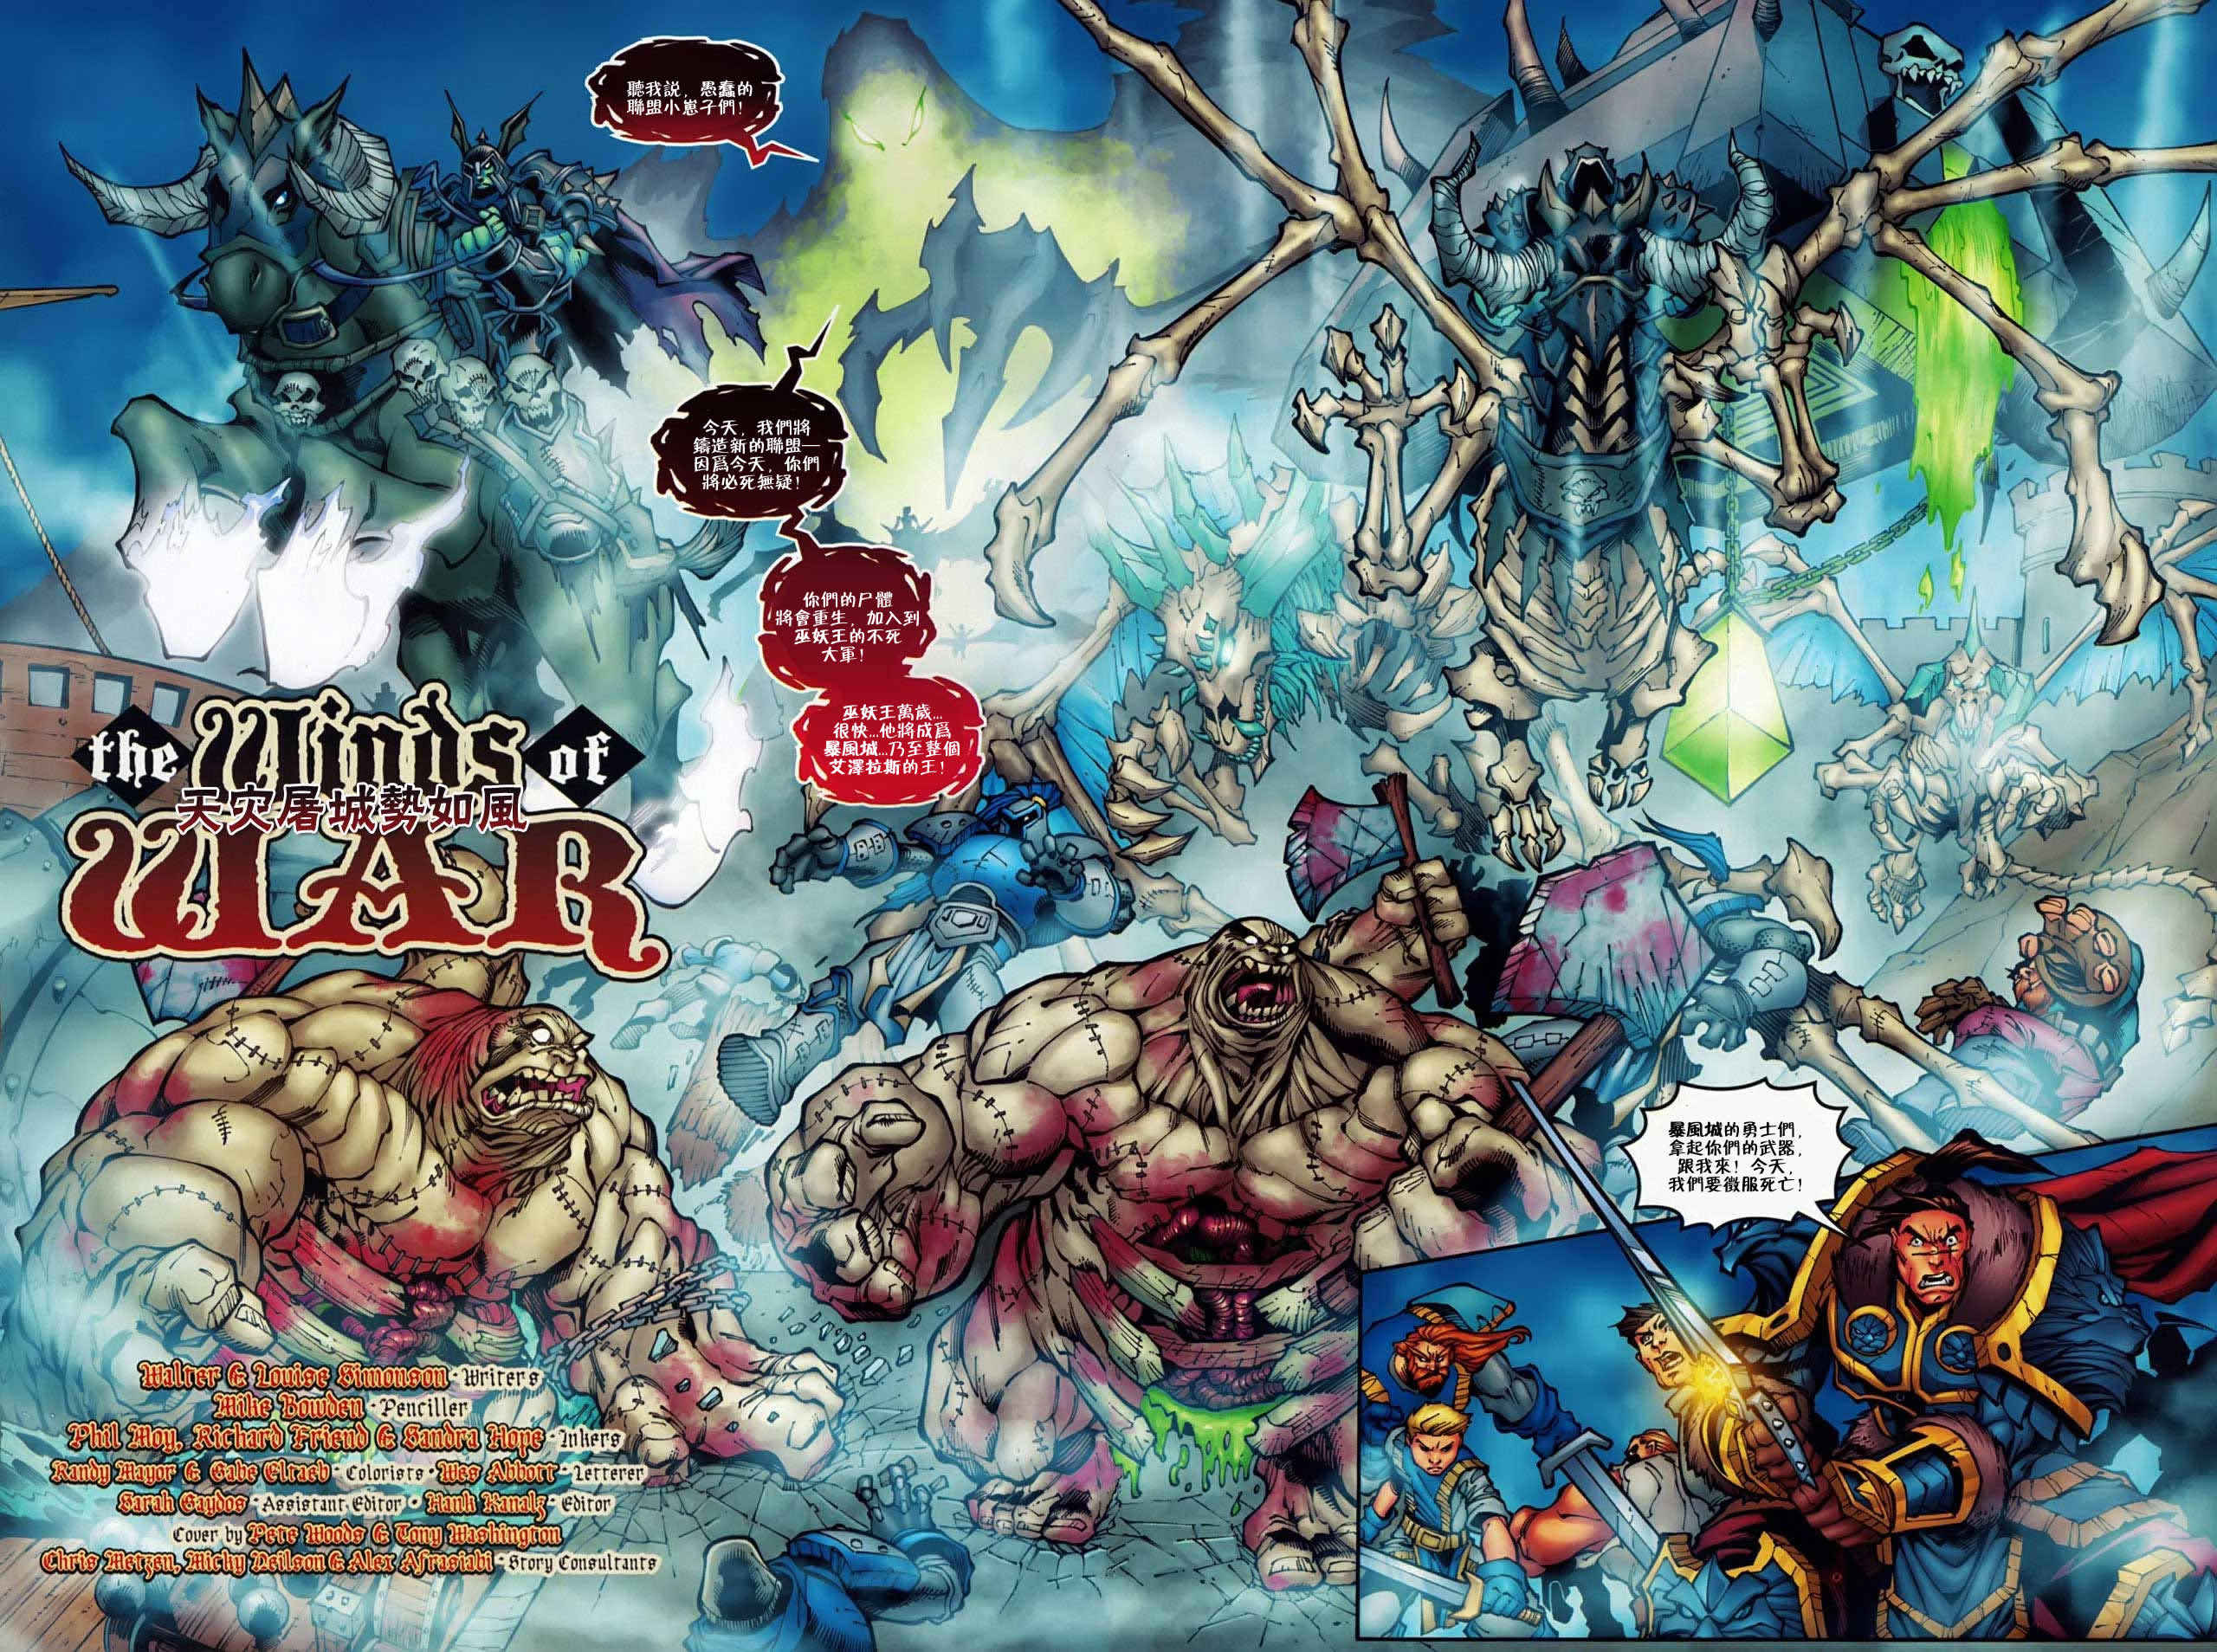 聽我説，愚蠢的
聯盟小崽子們！
今天，我們將
鑄造新的聯盟—
因爲今天，你們
將必死無疑！
你們的尸體
將會重生，加入到
巫妖王的不死
大軍！
巫妖王萬歲...
很快...他將成爲
暴風城...乃至整個
艾澤拉斯的王！
the Winds of
天灾屠城勢如風
WAR
暴風城的勇士們，
拿起你們的武器，
跟我來！今天，
我們要徵服死亡！
Walter & Louise Simonson - Writers
Mike Bowden - Penciller
Phil Moy, Richard Friend & Sandra Hope - Inkers
Randy Mayor & Gabe Eltaeb - Colorists • Wes Abbott - Letterer
Sarah Gaydos - Assistant Editor • Hank Kanalz - Editor
Cover by Pete Woods & Tony Washington
Chris Metzen, Micky Neilson & Alex Afrasiabi - Story Consultants